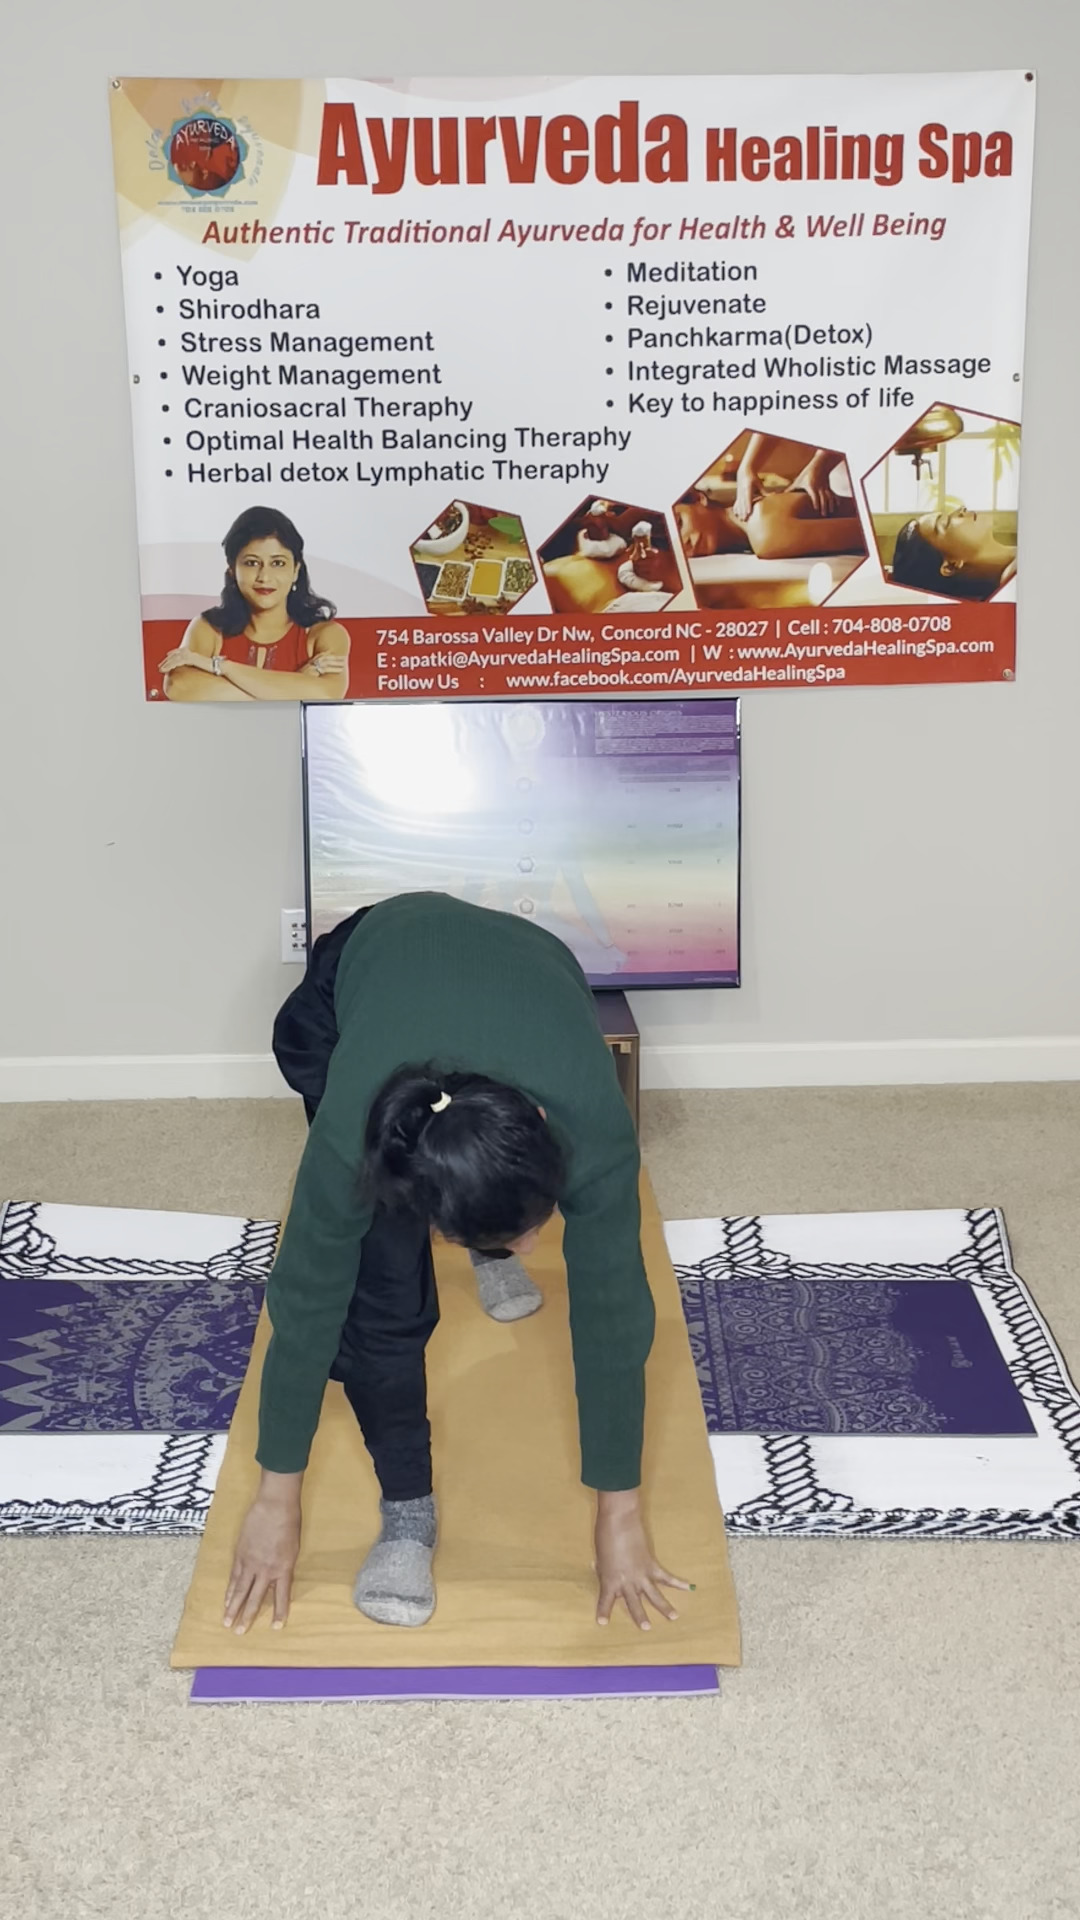 AYURVEDA
Ayurveda Healing Spa
Authentic Traditional Ayurveda for Health & Well Being
• Yoga
• Shirodhara
• Stress Management
• Weight Management
• Craniosacral Theraphy
• Optimal Health Balancing Theraphy
• Herbal detox Lymphatic Theraphy
• Meditation
• Rejuvenate
• Panchkarma(Detox)
• Integrated Wholistic Massage
• Key to happiness of life
754 Barossa Valley Dr Nw, Concord NC - 28027 | Cell : 704-808-0708
E : apatki@AyurvedaHealingSpa.com | W : www.AyurvedaHealingSpa.com
Follow Us : www.facebook.com/AyurvedaHealingSpa